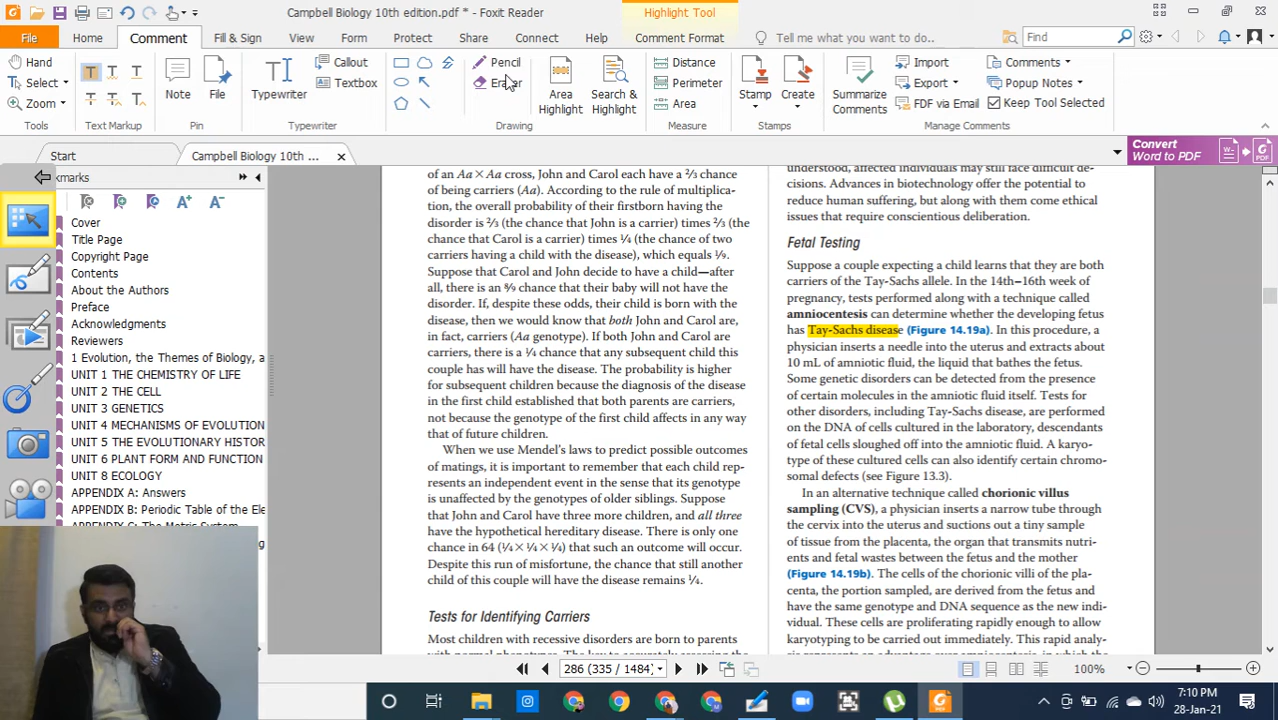 Campbell Biology 10th edition.pdf * - Foxit Reader
Highlight Tool
File
Home
Comment
Fill & Sign
View
Form
Protect
Share
Connect
Help
Comment Format
Tell me what you want to do...
Find
Hand
Select
Zoom
Tools
Text Markup
Note
File
Pin
Typewriter
Callout
Textbox
Typewriter
Pencil
Eraser
Drawing
Area Highlight
Search & Highlight
Distance
Perimeter
Area
Measure
Stamp
Create
Stamps
Summarize Comments
Import
Export
FDF via Email
Comments
Popup Notes
Keep Tool Selected
Manage Comments
Start
Campbell Biology 10th ...
Convert
Word to PDF
kmarks
Cover
Title Page
Copyright Page
Contents
About the Authors
Preface
Acknowledgments
Reviewers
1 Evolution, the Themes of Biology, a
UNIT 1 THE CHEMISTRY OF LIFE
UNIT 2 THE CELL
UNIT 3 GENETICS
UNIT 4 MECHANISMS OF EVOLUTION
UNIT 5 THE EVOLUTIONARY HISTOR
UNIT 6 PLANT FORM AND FUNCTION
UNIT 8 ECOLOGY
APPENDIX A: Answers
APPENDIX B: Periodic Table of the Ele
of an Aa × Aa cross, John and Carol each have a 2⁄3 chance
of being carriers (Aa). According to the rule of multiplica-
tion, the overall probability of their firstborn having the
disorder is 2⁄3 (the chance that John is a carrier) times 2⁄3 (the
chance that Carol is a carrier) times 1⁄4 (the chance of two
carriers having a child with the disease), which equals 1⁄9.
Suppose that Carol and John decide to have a child—after
all, there is an 8⁄9 chance that their baby will not have the
disorder. If, despite these odds, their child is born with the
disease, then we would know that both John and Carol are,
in fact, carriers (Aa genotype). If both John and Carol are
carriers, there is a 1⁄4 chance that any subsequent child this
couple has will have the disease. The probability is higher
for subsequent children because the diagnosis of the disease
in the first child established that both parents are carriers,
not because the genotype of the first child affects in any way
that of future children.
When we use Mendel's laws to predict possible outcomes
of matings, it is important to remember that each child rep-
resents an independent event in the sense that its genotype
is unaffected by the genotypes of older siblings. Suppose
that John and Carol have three more children, and all three
have the hypothetical hereditary disease. There is only one
chance in 64 (1⁄4 × 1⁄4 × 1⁄4) that such an outcome will occur.
Despite this run of misfortune, the chance that still another
child of this couple will have the disease remains 1⁄4.
Tests for Identifying Carriers
Most children with recessive disorders are born to parents
understood, affected individuals may still face difficult de-
cisions. Advances in biotechnology offer the potential to
reduce human suffering, but along with them come ethical
issues that require conscientious deliberation.
Fetal Testing
Suppose a couple expecting a child learns that they are both
carriers of the Tay-Sachs allele. In the 14th–16th week of
pregnancy, tests performed along with a technique called
amniocentesis can determine whether the developing fetus
has Tay-Sachs disease (Figure 14.19a). In this procedure, a
physician inserts a needle into the uterus and extracts about
10 mL of amniotic fluid, the liquid that bathes the fetus.
Some genetic disorders can be detected from the presence
of certain molecules in the amniotic fluid itself. Tests for
other disorders, including Tay-Sachs disease, are performed
on the DNA of cells cultured in the laboratory, descendants
of fetal cells sloughed off into the amniotic fluid. A karyo-
type of these cultured cells can also identify certain chromo-
somal defects (see Figure 13.3).
In an alternative technique called chorionic villus
sampling (CVS), a physician inserts a narrow tube through
the cervix into the uterus and suctions out a tiny sample
of tissue from the placenta, the organ that transmits nutri-
ents and fetal wastes between the fetus and the mother
(Figure 14.19b). The cells of the chorionic villi of the pla-
centa, the portion sampled, are derived from the fetus and
have the same genotype and DNA sequence as the new indi-
vidual. These cells are proliferating rapidly enough to allow
karyotyping to be carried out immediately. This rapid analy-
286 (335 / 1484)
100%
7:10 PM
28-Jan-21